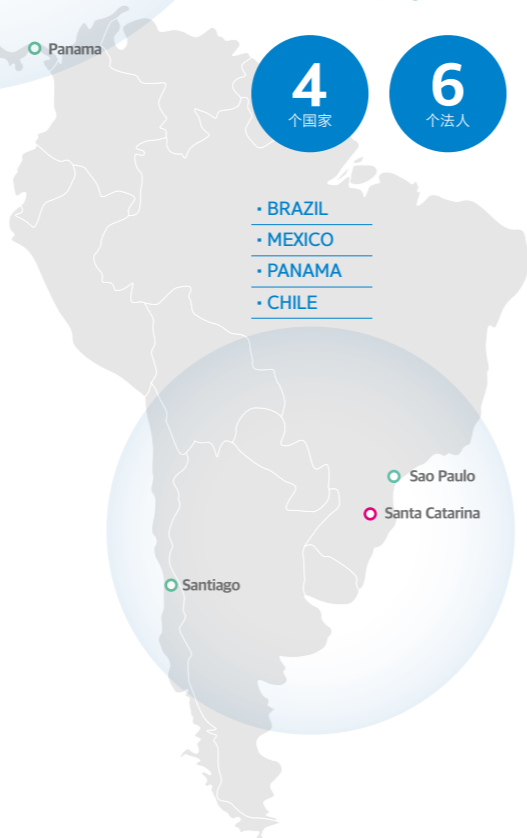 Panama
4
个国家
6
个法人
· BRAZIL
· MEXICO
· PANAMA
· CHILE
Sao Paulo
Santa Catarina
Santiago